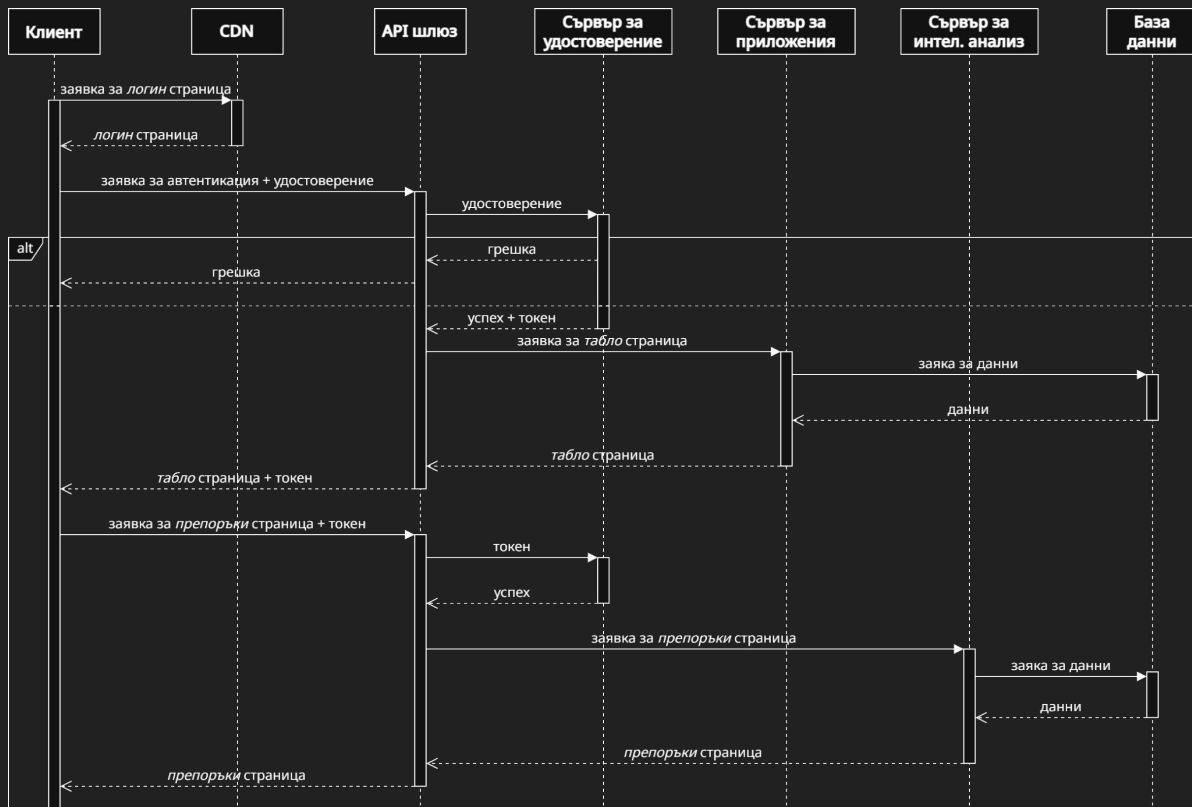 Клиент
CDN
API шлюз
Сървър за
удостоверение
Сървър за
приложения
Сървър за
интел. анализ
База
данни
заявка за логин страница
логин страница
заявка за автентикация + удостоверение
удостоверение
alt
грешка
грешка
успех + токен
заявка за табло страница
заяка за данни
данни
табло страница
табло страница + токен
заявка за препоръки страница + токен
токен
успех
заявка за препоръки страница
заяка за данни
данни
препоръки страница
препоръки страница